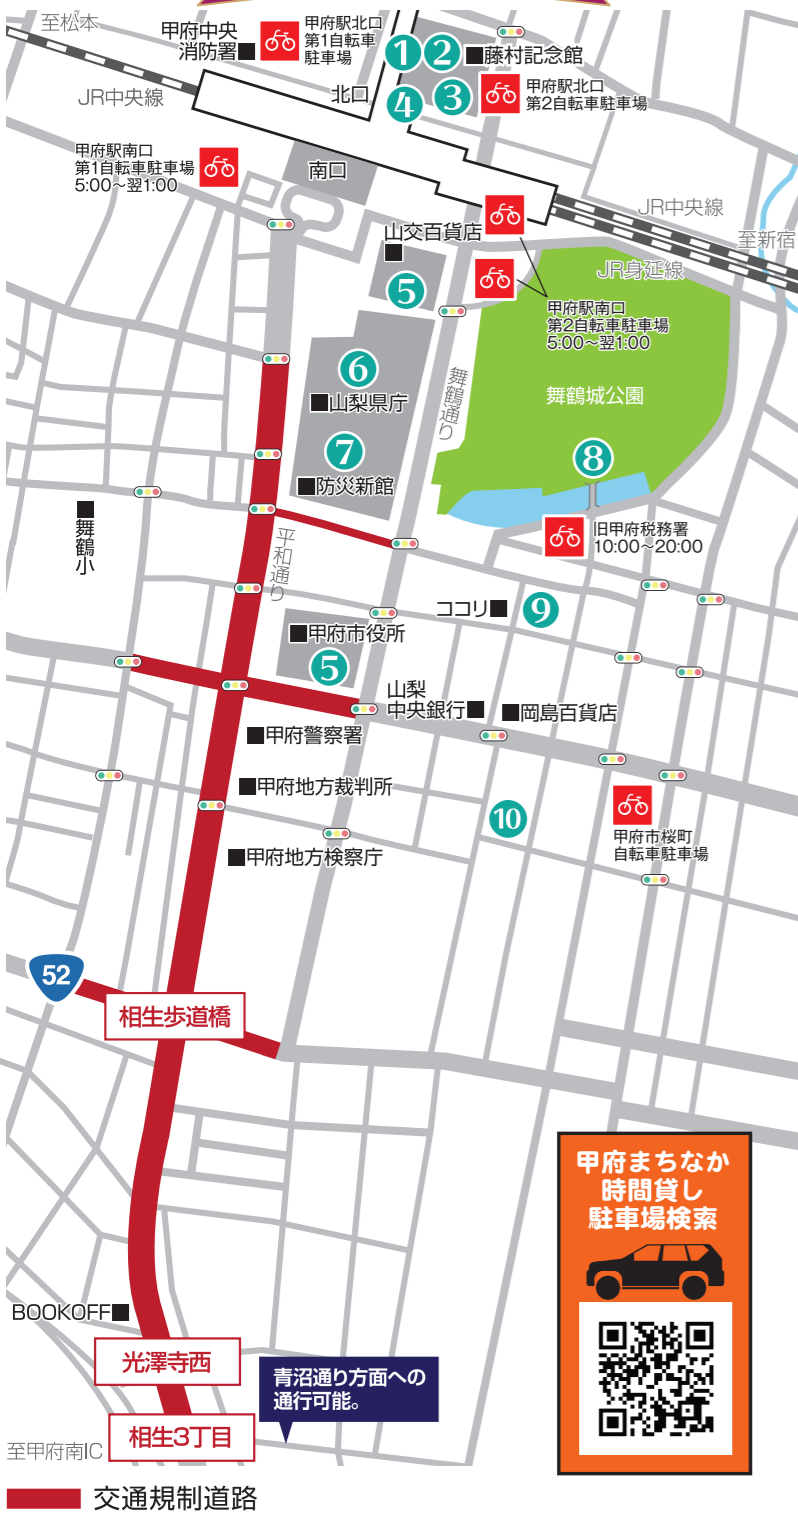 至松本
甲府中央
消防署■
甲府駅北口
第1自転車
駐車場
1
2
■藤村記念館
JR中央線
北口
4
3
甲府駅北口
第2自転車駐車場
甲府駅南口
第1自転車駐車場
5:00〜翌1:00
南口
JR中央線
山交百貨店
■
至新宿
JR身延線
5
甲府駅南口
第2自転車駐車場
5:00〜翌1:00
6
■山梨県庁
舞鶴通り
舞鶴城公園
7
■防災新館
8
■舞鶴小
平和通り
旧甲府税務署
10:00〜20:00
ココリ■
9
■甲府市役所
5
山梨
中央銀行■
■岡島百貨店
■甲府警察署
■甲府地方裁判所
10
甲府市桜町
自転車駐車場
■甲府地方検察庁
52
相生歩道橋
甲府まちなか
時間貸し
駐車場検索
BOOKOFF■
光澤寺西
青沼通り方面への
通行可能。
相生3丁目
至甲府南IC
交通規制道路